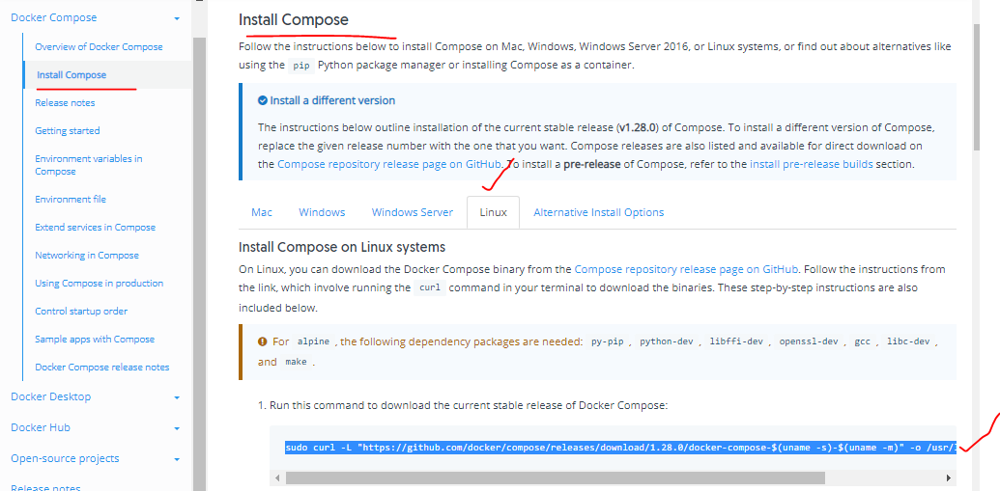 Docker Compose
Overview of Docker Compose
Install Compose
Release notes
Getting started
Environment variables in
Compose
Environment file
Extend services in Compose
Networking in Compose
Using Compose in production
Control startup order
Sample apps with Compose
Docker Compose release notes
Docker Desktop
Docker Hub
Open-source projects
Release notes
Install Compose
Follow the instructions below to install Compose on Mac, Windows, Windows Server 2016, or Linux systems, or find out about alternatives like
using the pip Python package manager or installing Compose as a container.
Install a different version
The instructions below outline installation of the current stable release (v1.28.0) of Compose. To install a different version of Compose,
replace the given release number with the one that you want. Compose releases are also listed and available for direct download on
the Compose repository release page on GitHub. To install a pre-release of Compose, refer to the install pre-release builds section.
Mac Windows Windows Server Linux Alternative Install Options
Install Compose on Linux systems
On Linux, you can download the Docker Compose binary from the Compose repository release page on GitHub. Follow the instructions from
the link, which involve running the curl command in your terminal to download the binaries. These step-by-step instructions are also
included below.
For alpine , the following dependency packages are needed: py-pip , python-dev , libffi-dev , openssl-dev , gcc , libc-dev ,
and make .
1. Run this command to download the current stable release of Docker Compose:
sudo curl -L "https://github.com/docker/compose/releases/download/1.28.0/docker-compose-$(uname -s)-$(uname -m)" -o /usr/